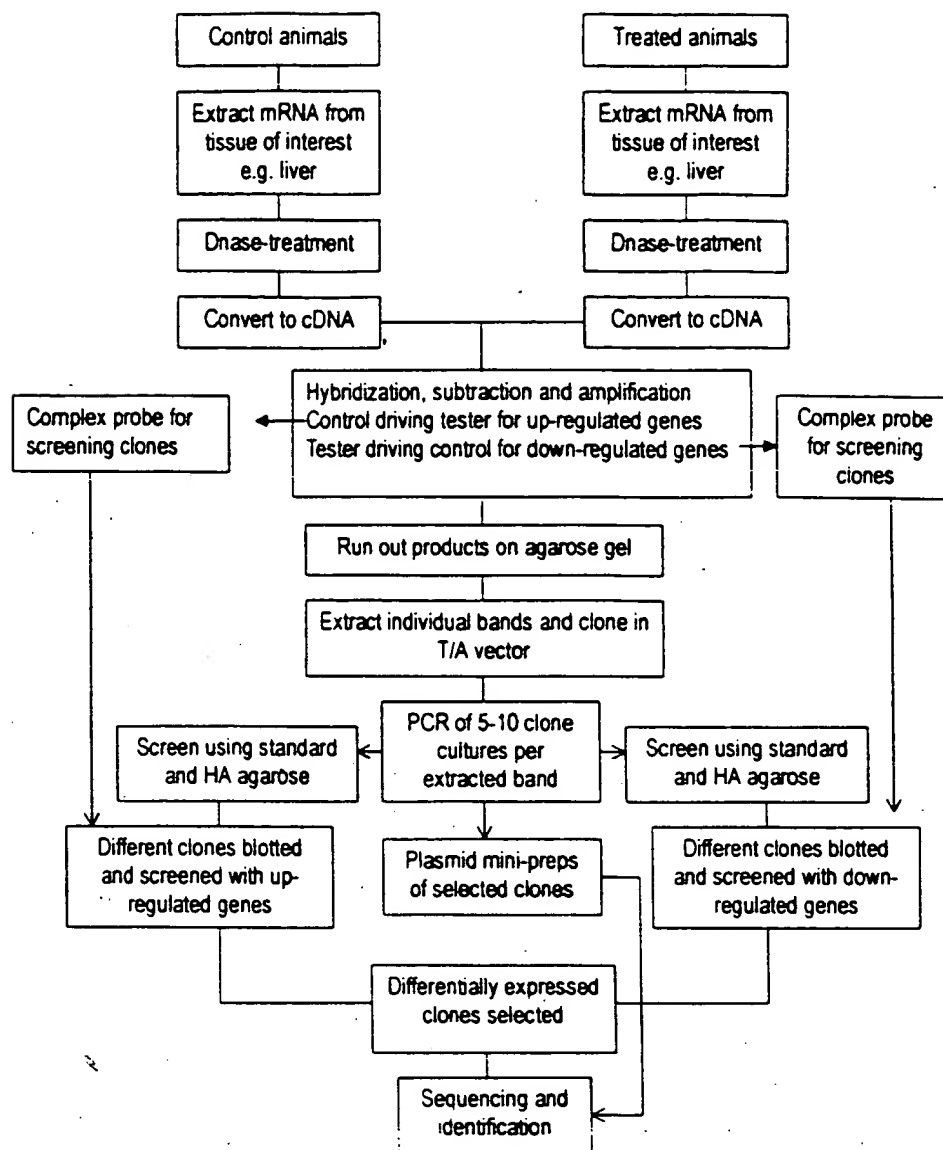 Control animals
Treated animals
Extract mRNA from
tissue of interest
e.g. liver
Extract mRNA from
tissue of interest
e.g. liver
Dnase-treatment
Dnase-treatment
Convert to cDNA
Convert to cDNA
Hybridization, subtraction and amplification
Control driving tester for up-regulated genes
Tester driving control for down-regulated genes
Complex probe for
screening clones
Complex probe
for screening
clones
Run out products on agarose gel
Extract individual bands and clone in
T/A vector
PCR of 5-10 clone
cultures per
extracted band
Screen using standard
and HA agarose
Screen using standard
and HA agarose
Different clones blotted
and screened with up-
regulated genes
Plasmid mini-preps
of selected clones
Different clones blotted
and screened with down-
regulated genes
Differentially expressed
clones selected
Sequencing and
identification